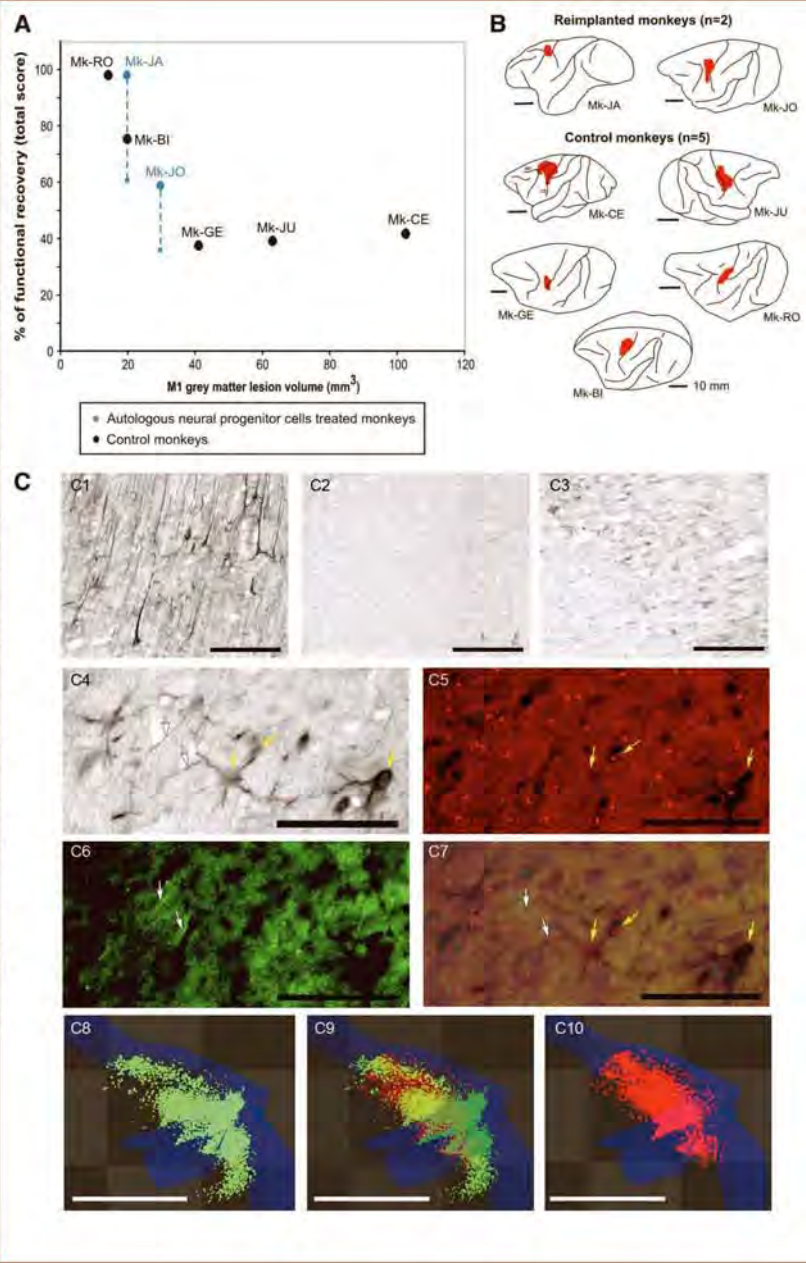 A
% of functional recovery (total score)
100
80
60
40
20
0
0
20
40
60
80
100
120
M1 grey matter lesion volume (mm3)
Mk-RO
Mk-JA
Mk-BI
Mk-JO
Mk-GE
Mk-JU
Mk-CE
Autologous neural progenitor cells treated monkeys
Control monkeys
B
Reimplanted monkeys (n=2)
Mk-JA
Mk-JO
Control monkeys (n=5)
Mk-CE
Mk-JU
Mk-GE
Mk-RO
Mk-BI
10 mm
C
C1
C2
C3
C4
C5
C6
C7
C8
C9
C10